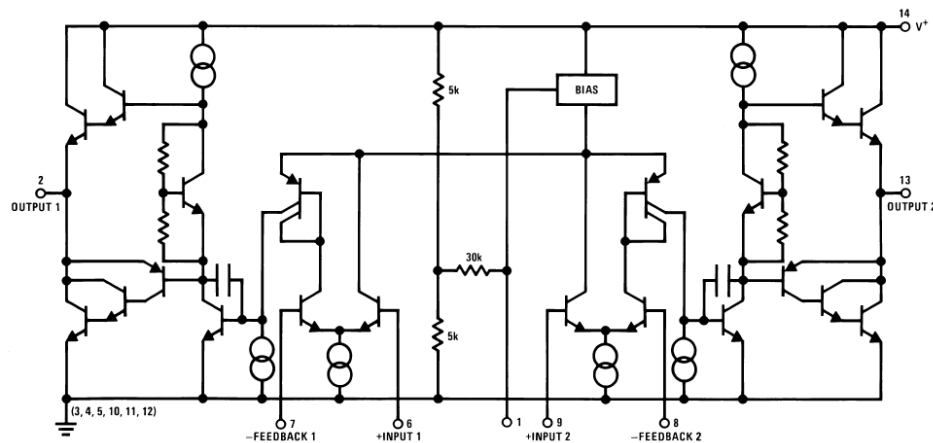 14
V+
5k
BIAS
2
OUTPUT 1
13
OUTPUT 2
30k
5k
(3, 4, 5, 10, 11, 12)
7
–FEEDBACK 1
6
+INPUT 1
1
9
+INPUT 2
8
–FEEDBACK 2